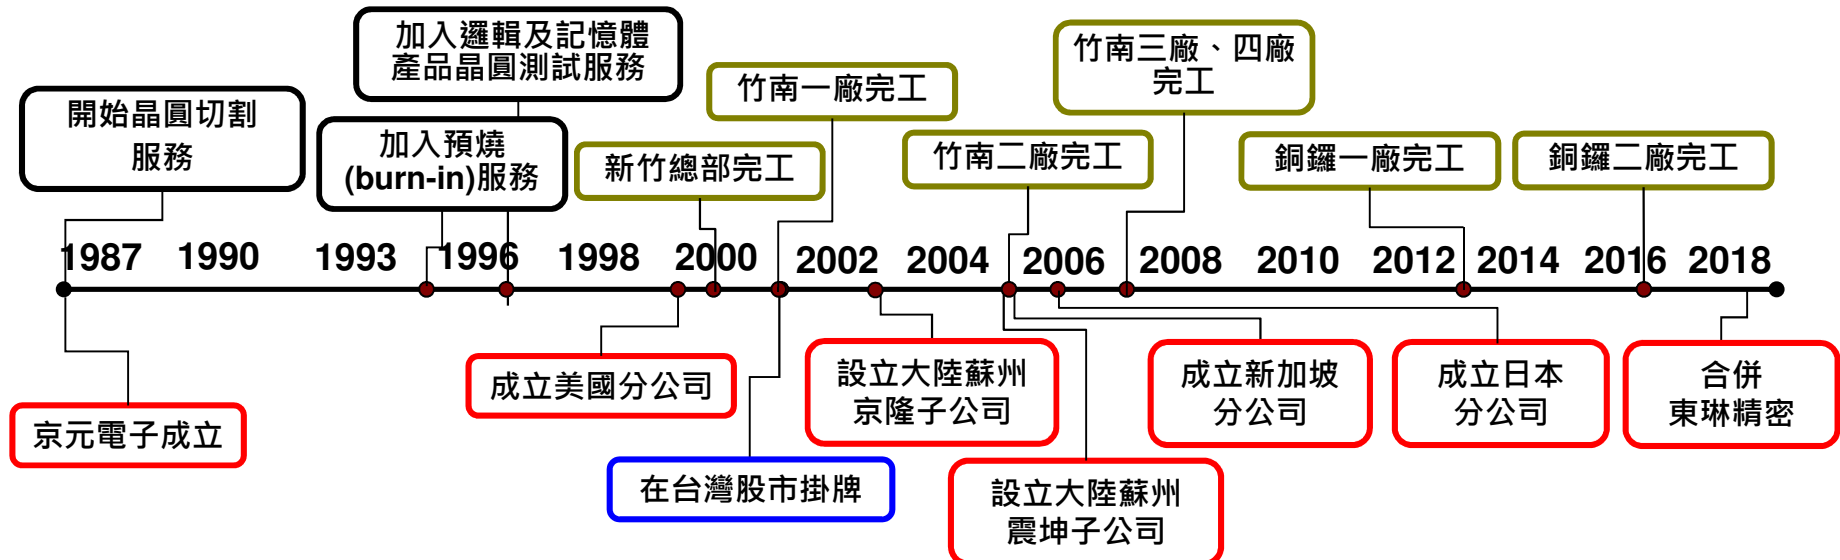 加入邏輯及記憶體
產品晶圓測試服務
開始晶圓切割
服務
加入預燒
(burn-in)服務
新竹總部完工
竹南一廠完工
竹南二廠完工
竹南三廠、四廠
完工
銅鑼一廠完工
銅鑼二廠完工
1987 1990 1993 1996 1998 2000 2002 2004 2006 2008 2010 2012 2014 2016 2018
京元電子成立
成立美國分公司
在台灣股市掛牌
設立大陸蘇州
京隆子公司
設立大陸蘇州
震坤子公司
成立新加坡
分公司
成立日本
分公司
合併
東琳精密